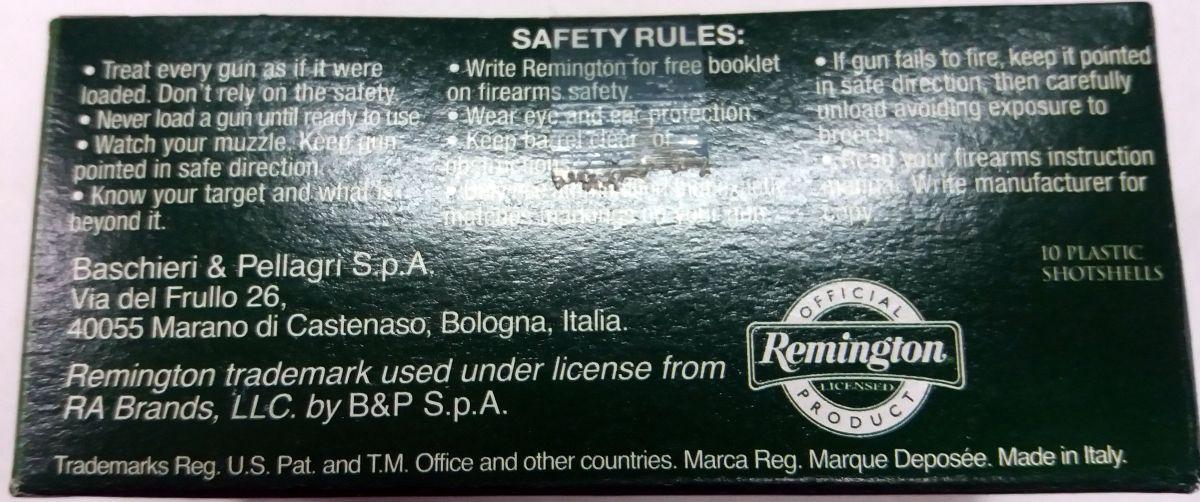 SAFETY RULES:
• Treat every gun as if it were
loaded. Don't rely on the safety.
• Never load a gun until ready to use
• Watch your muzzle. Keep gun
pointed in safe direction.
• Know your target and what is
beyond it.
• Write Remington for free booklet
on firearms safety.
• Wear eye and ear protection.
• Keep barrel clear of
obstruction
matches markings on your gun
• If gun fails to fire, keep it pointed
in safe direction, then carefully
unload avoiding exposure to
breech.
• Read your firearms instruction
manual. Write manufacturer for
copy
Baschieri & Pellagri S.p.A.
Via del Frullo 26,
40055 Marano di Castenaso, Bologna, Italia.
Remington trademark used under license from
RA Brands, LLC. by B&P S.p.A.
10 PLASTIC
SHOTSHELLS
OFFICIAL
Remington
LICENSED
PRODUCT
Trademarks Reg. U.S. Pat. and T.M. Office and other countries. Marca Reg. Marque Deposée. Made in Italy.